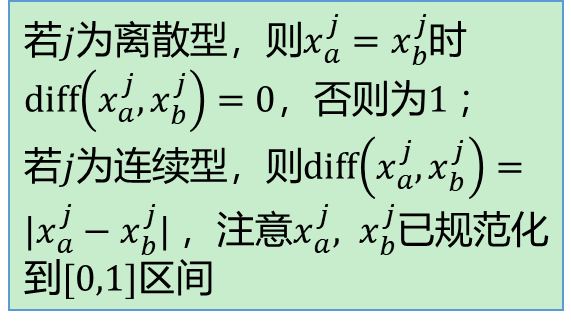 若j为离散型，则x_a^j = x_b^j时
diff(x_a^j, x_b^j) = 0，否则为1；
若j为连续型，则diff(x_a^j, x_b^j) =
|x_a^j − x_b^j|，注意x_a^j, x_b^j已规范化
到[0,1]区间